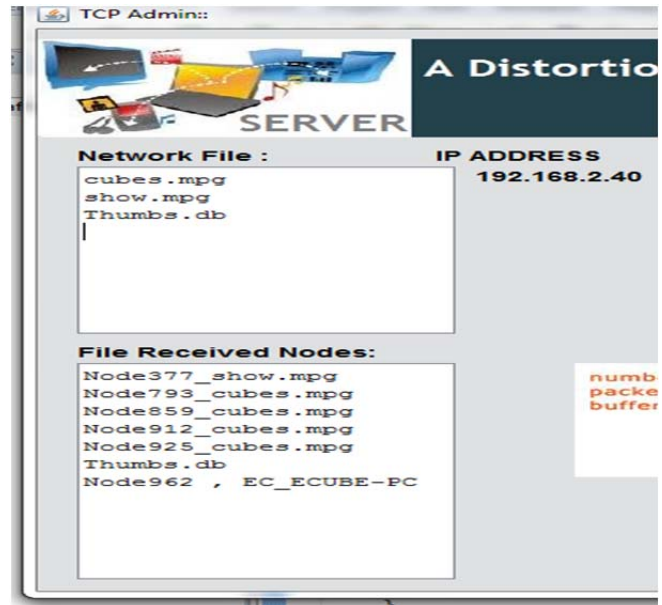 TCP Admin::
A Distortio
SERVER
Network File :
IP ADDRESS
cubes.mpg
192.168.2.40
show.mpg
Thumbs.db
File Received Nodes:
Node377_show.mpg
Node793_cubes.mpg
Node859_cubes.mpg
Node912_cubes.mpg
Node925_cubes.mpg
Thumbs.db
Node962 , EC_ECUBE-PC
numb
packe
buffer